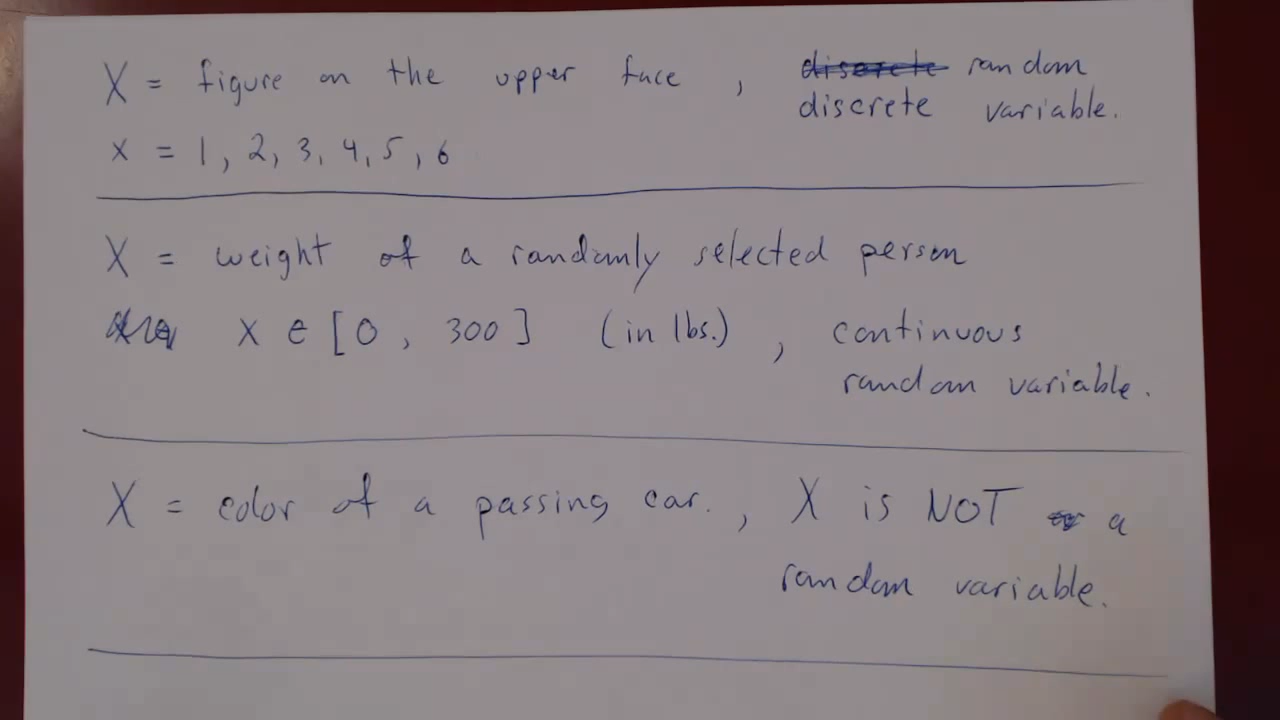 X = figure on the upper face , discrete random
discrete variable.
x = 1, 2, 3, 4, 5, 6
X = weight of a randomly selected person
x ∈ [0, 300] (in lbs.) , continuous
random variable.
X = color of a passing car. , X is NOT a
random variable.